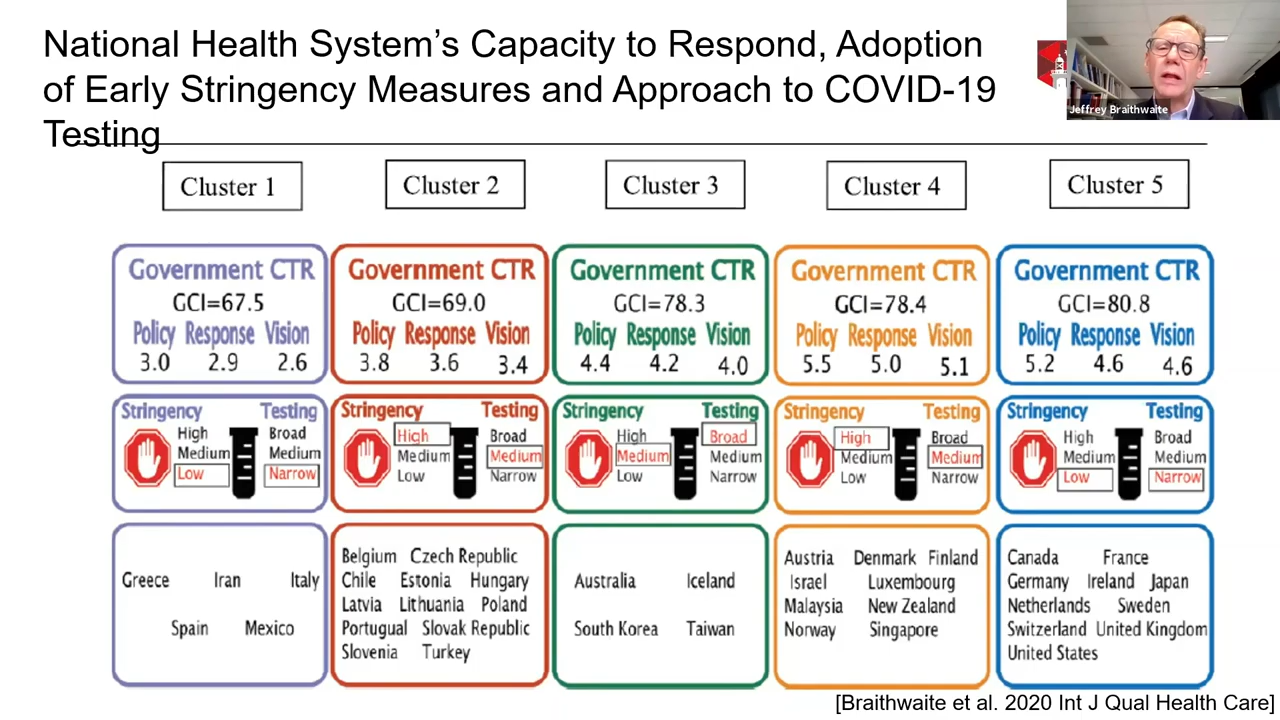 National Health System’s Capacity to Respond, Adoption
of Early Stringency Measures and Approach to COVID-19
Testing
Jeffrey Braithwaite
Cluster 1
Cluster 2
Cluster 3
Cluster 4
Cluster 5
Government CTR
GCI=67.5
Policy Response Vision
3.0 2.9 2.6
Government CTR
GCI=69.0
Policy Response Vision
3.8 3.6 3.4
Government CTR
GCI=78.3
Policy Response Vision
4.4 4.2 4.0
Government CTR
GCI=78.4
Policy Response Vision
5.5 5.0 5.1
Government CTR
GCI=80.8
Policy Response Vision
5.2 4.6 4.6
Stringency Testing
High Broad
Medium Medium
Low Narrow
Stringency Testing
High Broad
Medium Medium
Low Narrow
Stringency Testing
High Broad
Medium Medium
Low Narrow
Stringency Testing
High Broad
Medium Medium
Low Narrow
Stringency Testing
High Broad
Medium Medium
Low Narrow
Greece Iran Italy
Spain Mexico
Belgium Czech Republic
Chile Estonia Hungary
Latvia Lithuania Poland
Portugual Slovak Republic
Slovenia Turkey
Australia Iceland
South Korea Taiwan
Austria Denmark Finland
Israel Luxembourg
Malaysia New Zealand
Norway Singapore
Canada France
Germany Ireland Japan
Netherlands Sweden
Switzerland United Kingdom
United States
[Braithwaite et al. 2020 Int J Qual Health Care]